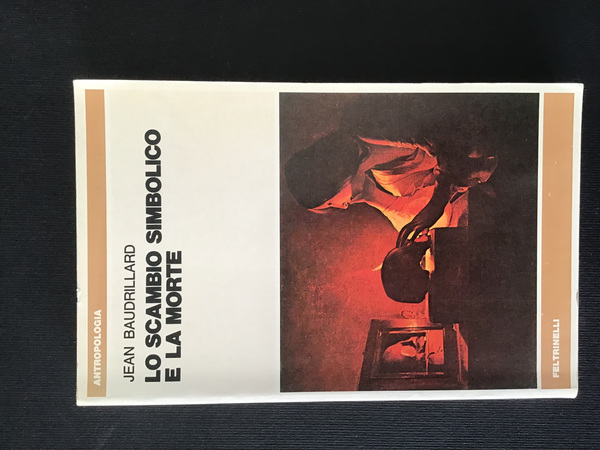 ANTROPOLOGIA
JEAN BAUDRILLARD
LO SCAMBIO SIMBOLICO
E LA MORTE
FELTRINELLI